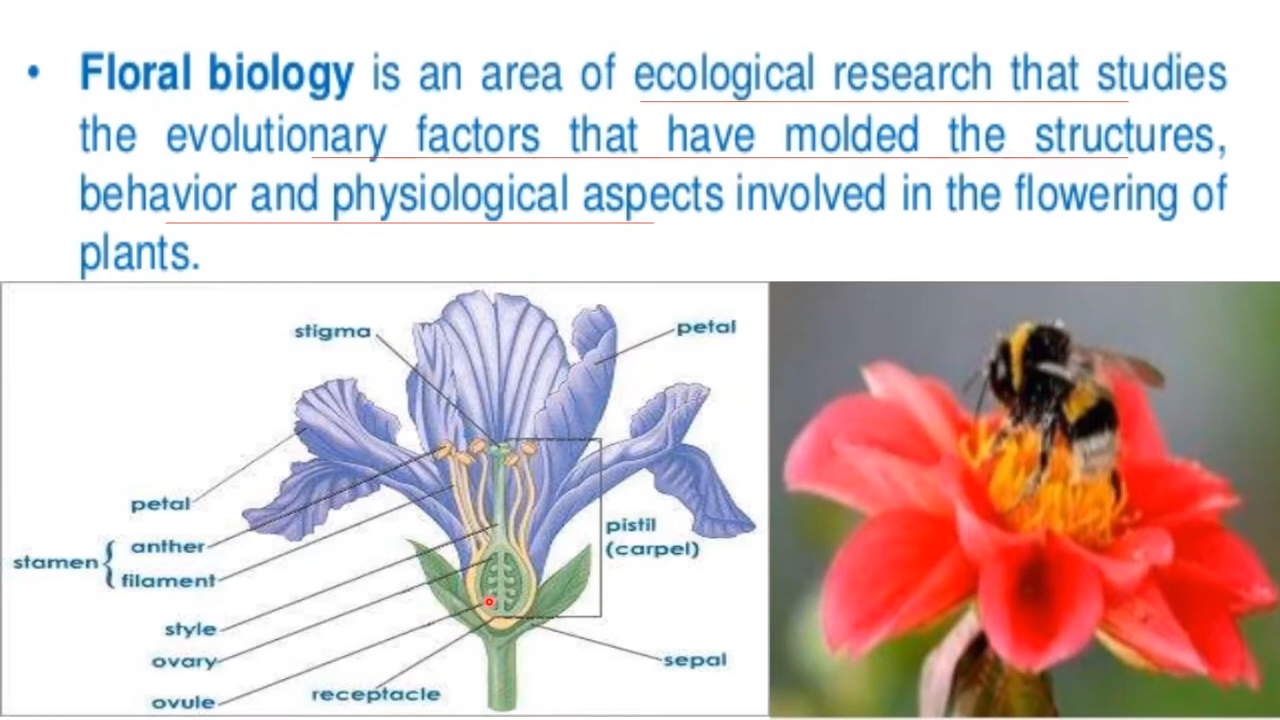 • Floral biology is an area of ecological research that studies
the evolutionary factors that have molded the structures,
behavior and physiological aspects involved in the flowering of
plants.
stigma
petal
petal
anther
stamen
filament
pistil
(carpel)
style
ovary
sepal
ovule
receptacle